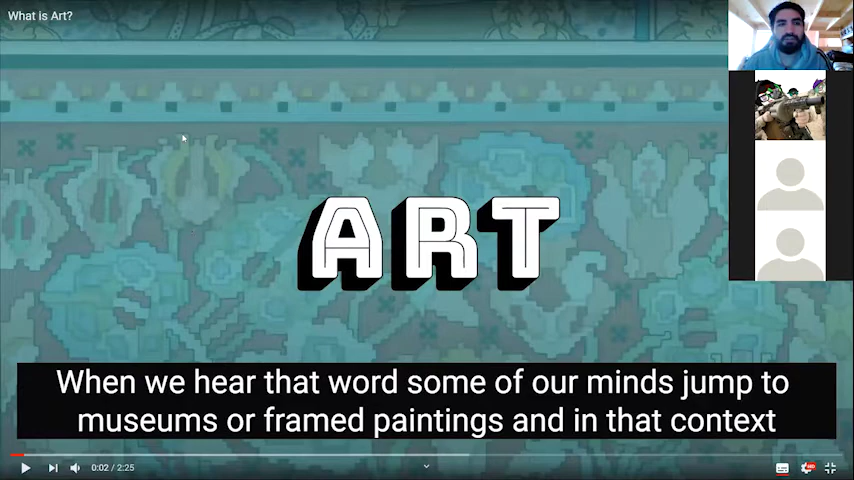 What is Art?
ART
When we hear that word some of our minds jump to
museums or framed paintings and in that context
0:02 / 2:25
HD